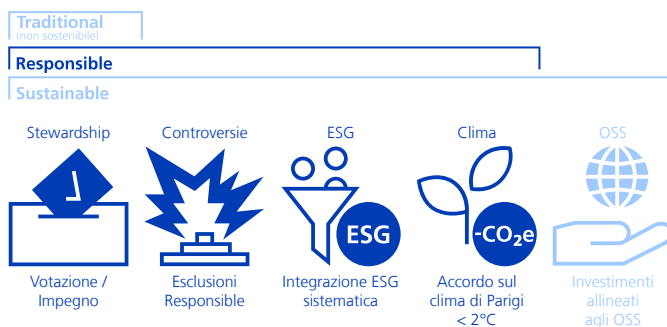 Traditional
(non sostenibile)
Responsible
Sustainable
Stewardship
Controversie
ESG
Clima
OSS
ESG
-CO₂e
Votazione /
Impegno
Esclusioni
Responsible
Integrazione ESG
sistematica
Accordo sul
clima di Parigi
< 2°C
Investimenti
allineati
agli OSS